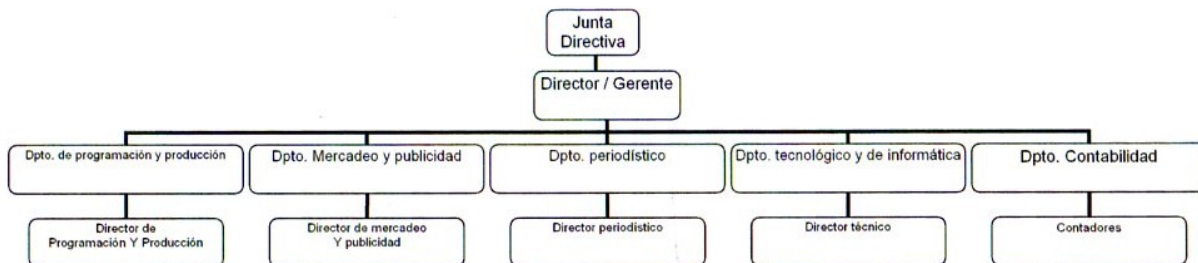 Junta
Directiva
Director / Gerente
Dpto. de programación y producción
Dpto. Mercadeo y publicidad
Dpto. periodístico
Dpto. tecnológico y de informática
Dpto. Contabilidad
Director de
Programación Y Producción
Director de mercadeo
Y publicidad
Director periodístico
Director técnico
Contadores